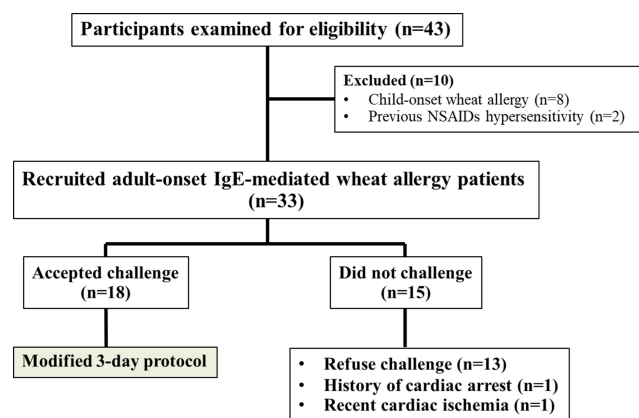 Participants examined for eligibility (n=43)
Excluded (n=10)
• Child-onset wheat allergy (n=8)
• Previous NSAIDs hypersensitivity (n=2)
Recruited adult-onset IgE-mediated wheat allergy patients
(n=33)
Accepted challenge
(n=18)
Did not challenge
(n=15)
Modified 3-day protocol
• Refuse challenge (n=13)
• History of cardiac arrest (n=1)
• Recent cardiac ischemia (n=1)